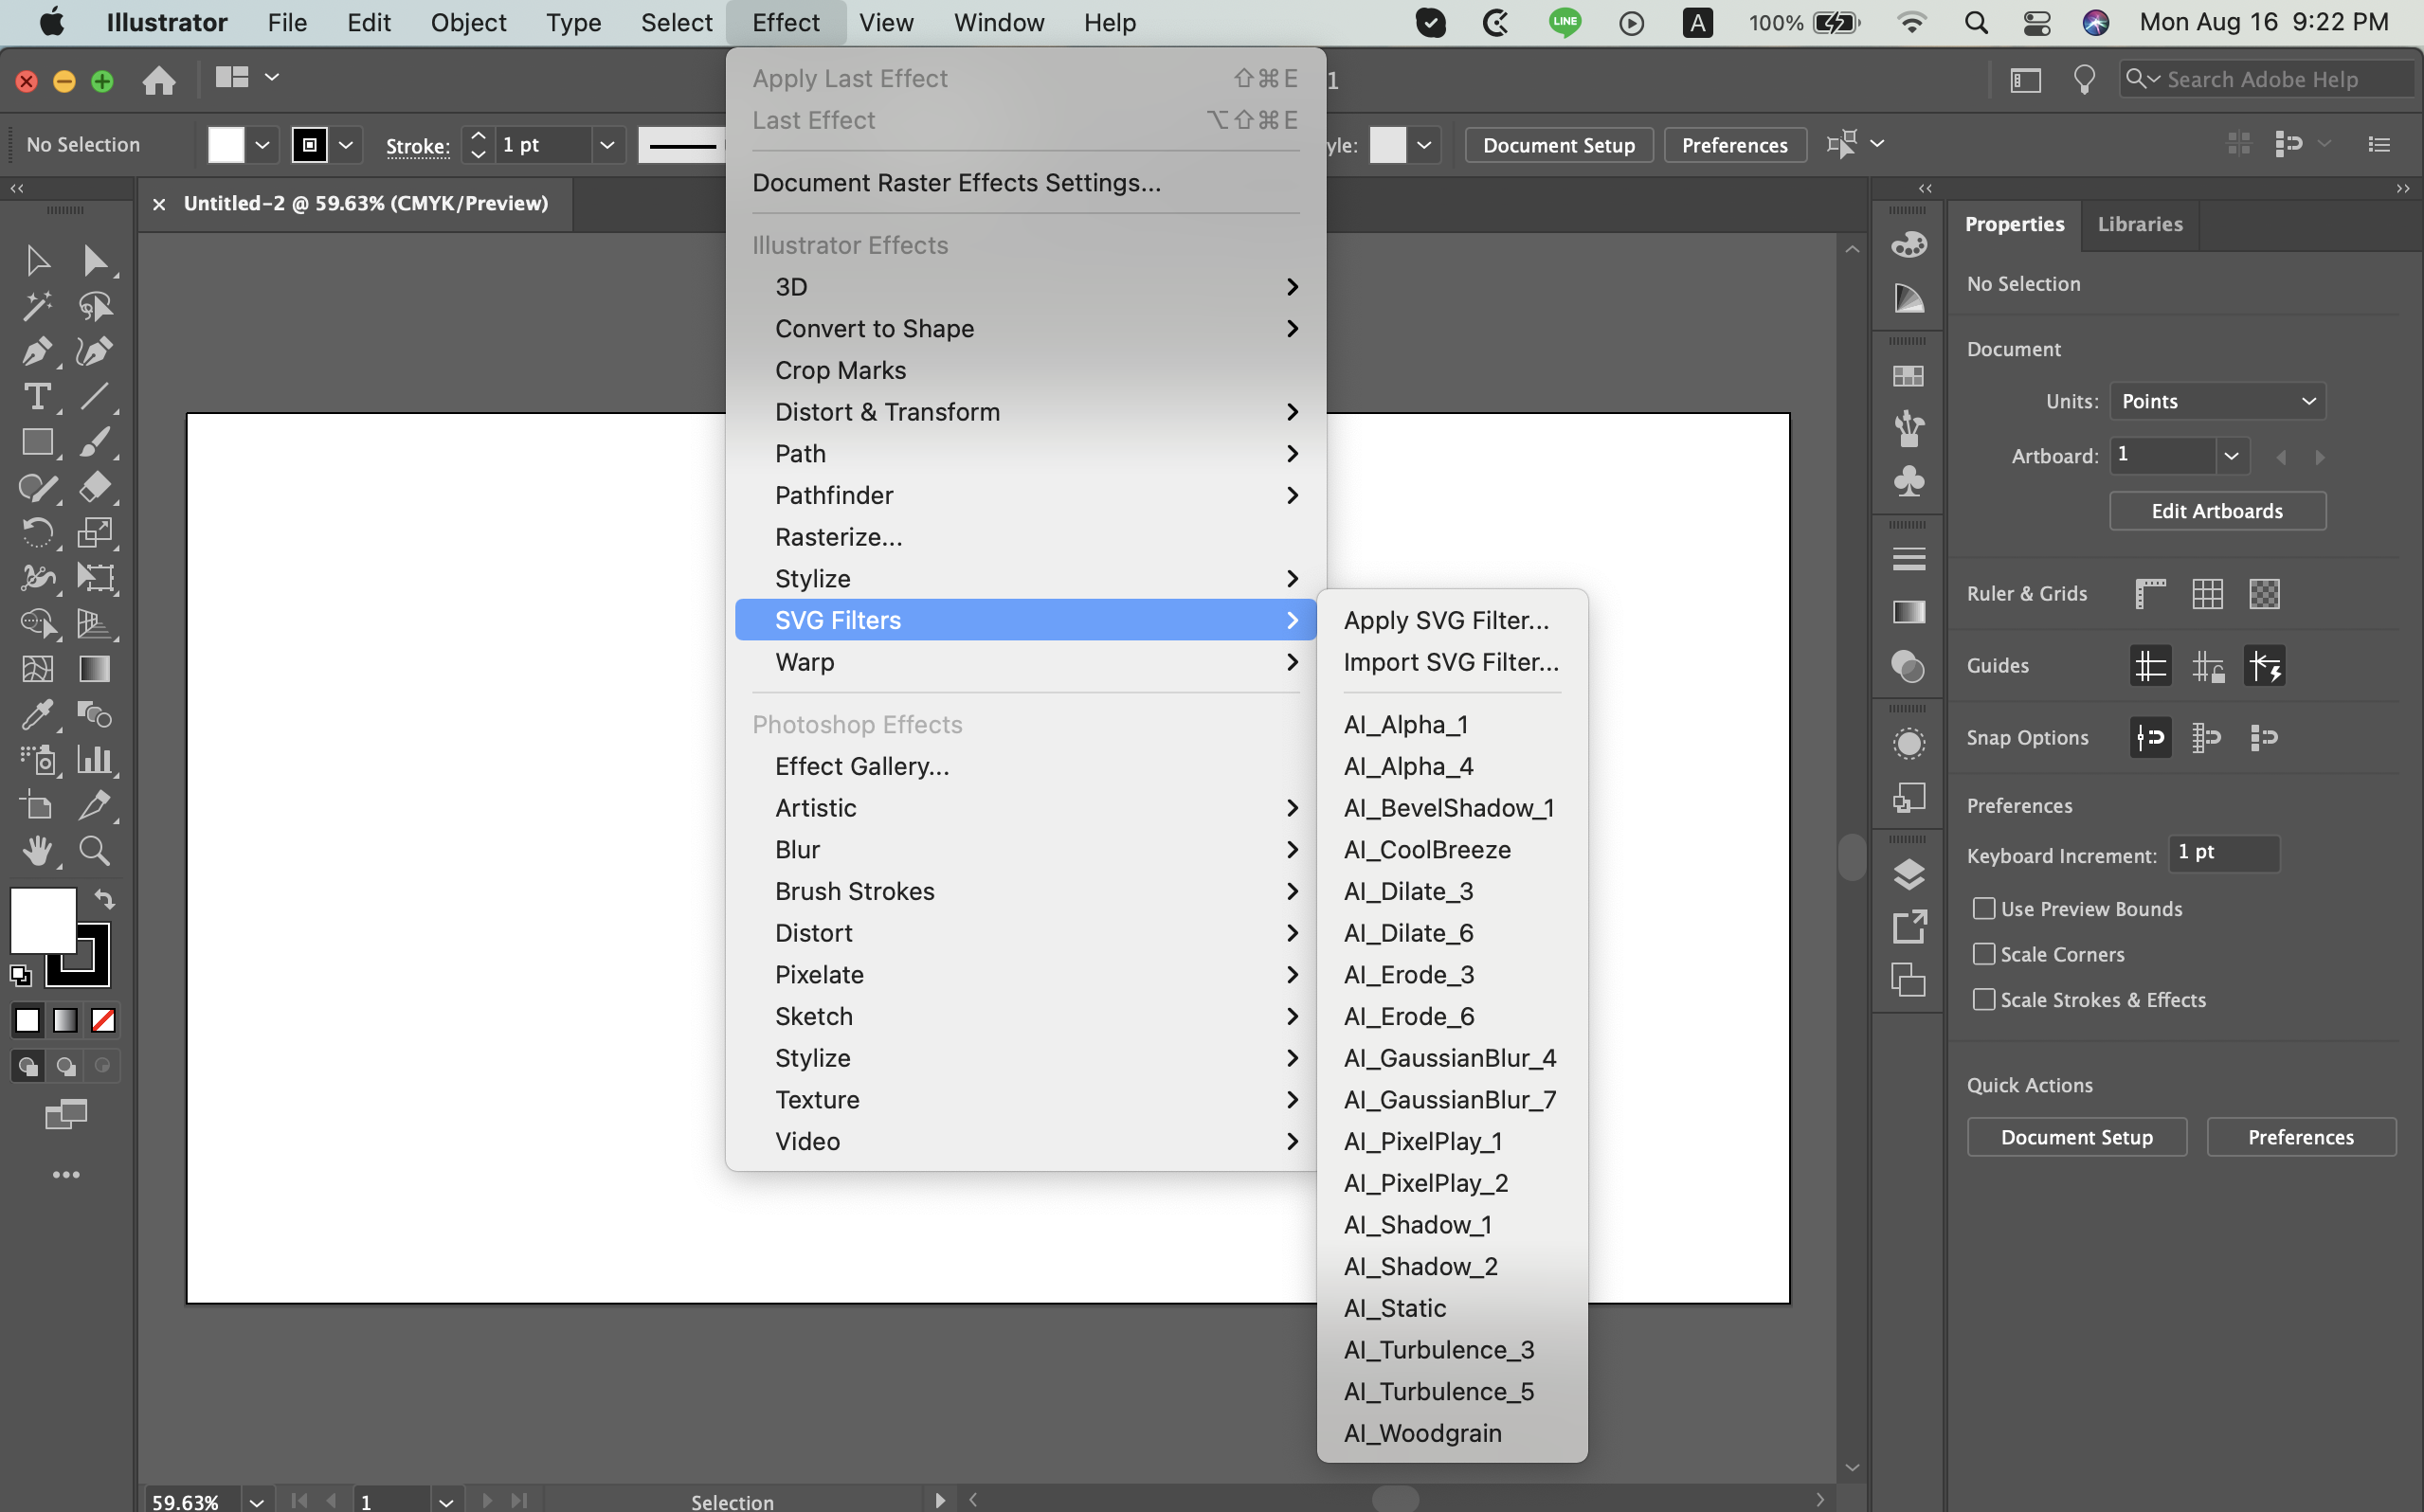 Illustrator File Edit Object Type Select Effect View Window Help LINE A 100% Mon Aug 16 9:22 PM
1 Search Adobe Help
No Selection Stroke: 1 pt yle: Document Setup Preferences
Untitled-2 @ 59.63% (CMYK/Preview)
Apply Last Effect ⇧⌘E
Last Effect ⌥⇧⌘E
Document Raster Effects Settings...
Illustrator Effects
3D
Convert to Shape
Crop Marks
Distort & Transform
Path
Pathfinder
Rasterize...
Stylize
SVG Filters
Warp
Photoshop Effects
Effect Gallery...
Artistic
Blur
Brush Strokes
Distort
Pixelate
Sketch
Stylize
Texture
Video
Apply SVG Filter...
Import SVG Filter...
AI_Alpha_1
AI_Alpha_4
AI_BevelShadow_1
AI_CoolBreeze
AI_Dilate_3
AI_Dilate_6
AI_Erode_3
AI_Erode_6
AI_GaussianBlur_4
AI_GaussianBlur_7
AI_PixelPlay_1
AI_PixelPlay_2
AI_Shadow_1
AI_Shadow_2
AI_Static
AI_Turbulence_3
AI_Turbulence_5
AI_Woodgrain
Properties Libraries
No Selection
Document
Units: Points
Artboard: 1
Edit Artboards
Ruler & Grids
Guides
Snap Options
Preferences
Keyboard Increment: 1 pt
Use Preview Bounds
Scale Corners
Scale Strokes & Effects
Quick Actions
Document Setup Preferences
59.63% 1 Selection